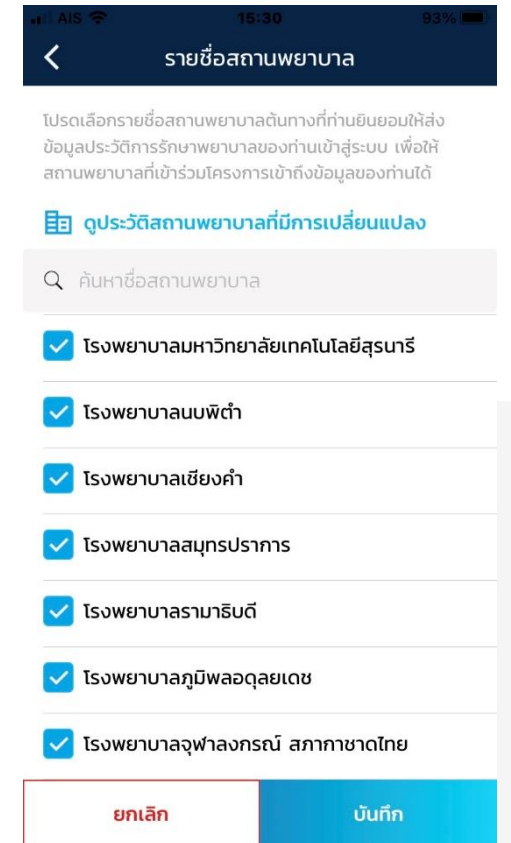 AIS 15:30 93%
รายชื่อสถานพยาบาล
โปรดเลือกรายชื่อสถานพยาบาลต้นทางที่ท่านยินยอมให้ส่ง
ข้อมูลประวัติการรักษาพยาบาลของท่านเข้าสู่ระบบ เพื่อให้
สถานพยาบาลที่เข้าร่วมโครงการเข้าถึงข้อมูลของท่านได้
ดูประวัติสถานพยาบาลที่มีการเปลี่ยนแปลง
ค้นหาชื่อสถานพยาบาล
โรงพยาบาลมหาวิทยาลัยเทคโนโลยีสุรนารี
โรงพยาบาลนบพิตำ
โรงพยาบาลเชียงคำ
โรงพยาบาลสมุทรปราการ
โรงพยาบาลรามาธิบดี
โรงพยาบาลภูมิพลอดุลยเดช
โรงพยาบาลจุฬาลงกรณ์ สภากาชาดไทย
ยกเลิก บันทึก